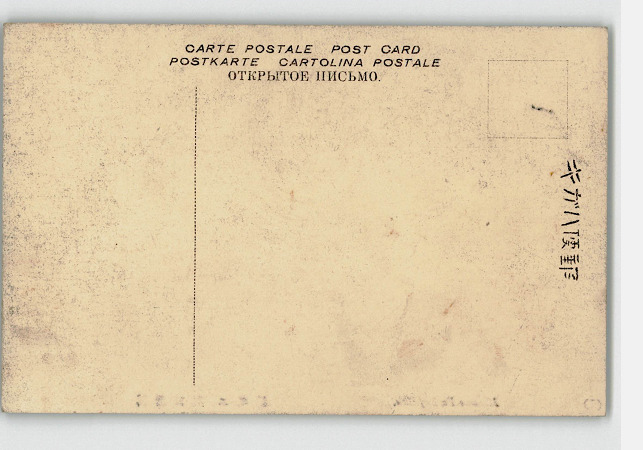 CARTE POSTALE POST CARD
POSTKARTE CARTOLINA POSTALE
ОТКРЫТОЕ ПИСЬМО.
郵便ハガキ